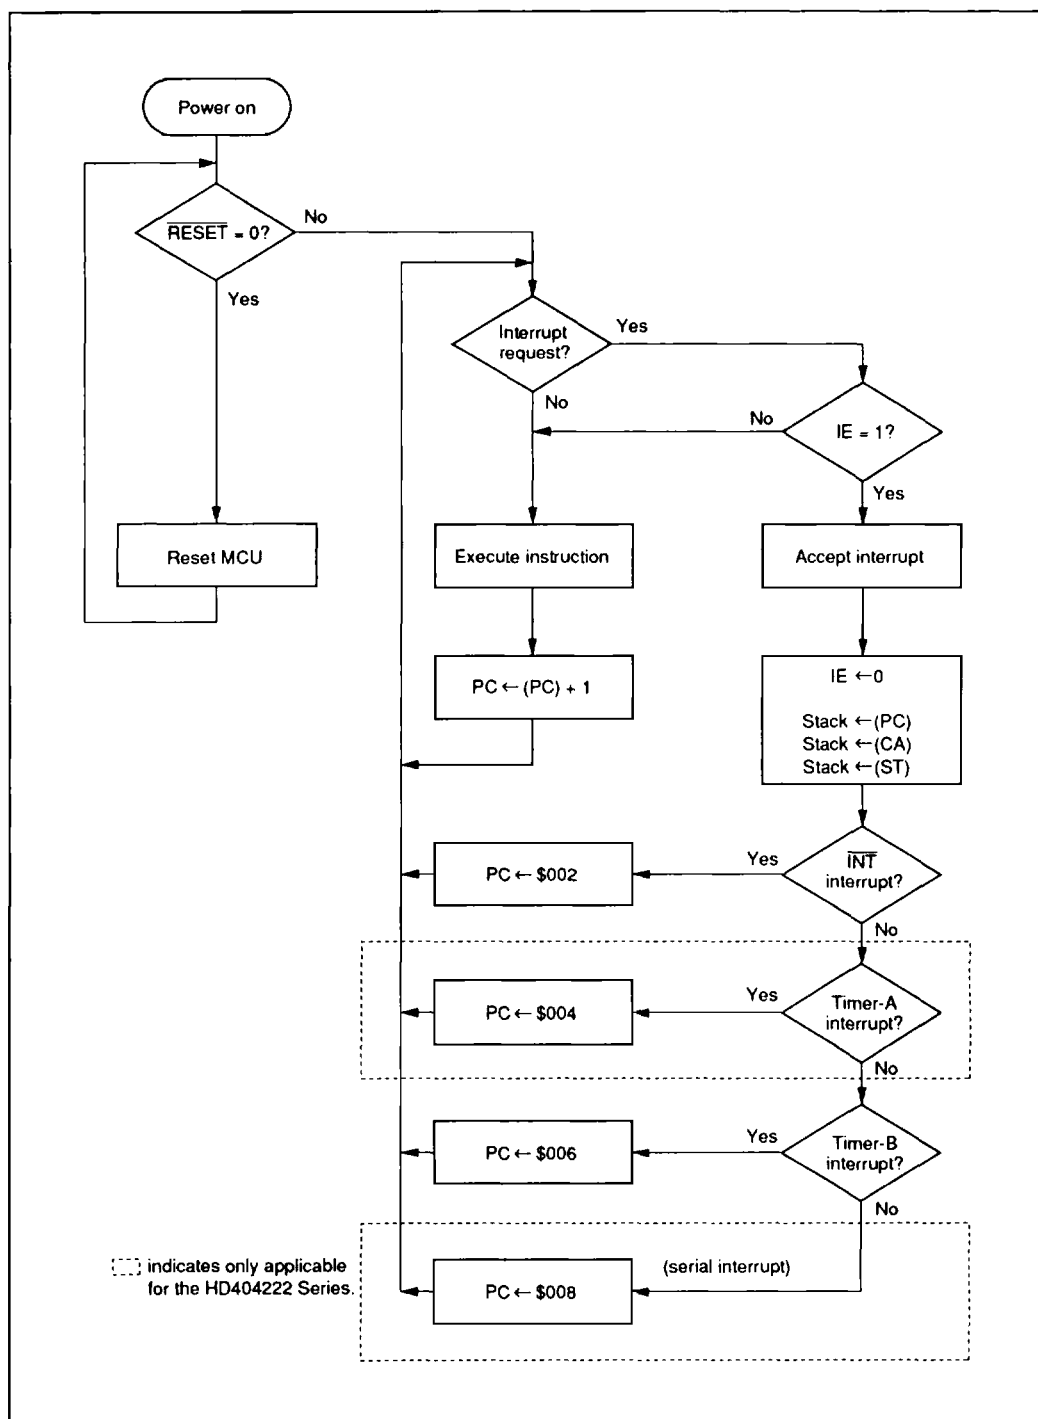 Power on
RESET = 0?
No
Yes
Interrupt
request?
Yes
No
No
IE = 1?
Yes
Reset MCU
Execute instruction
Accept interrupt
PC ← (PC) + 1
IE ← 0
Stack ← (PC)
Stack ← (CA)
Stack ← (ST)
PC ← $002
Yes
INT
interrupt?
No
PC ← $004
Yes
Timer-A
interrupt?
No
PC ← $006
Yes
Timer-B
interrupt?
No
indicates only applicable
for the HD404222 Series.
PC ← $008
(serial interrupt)